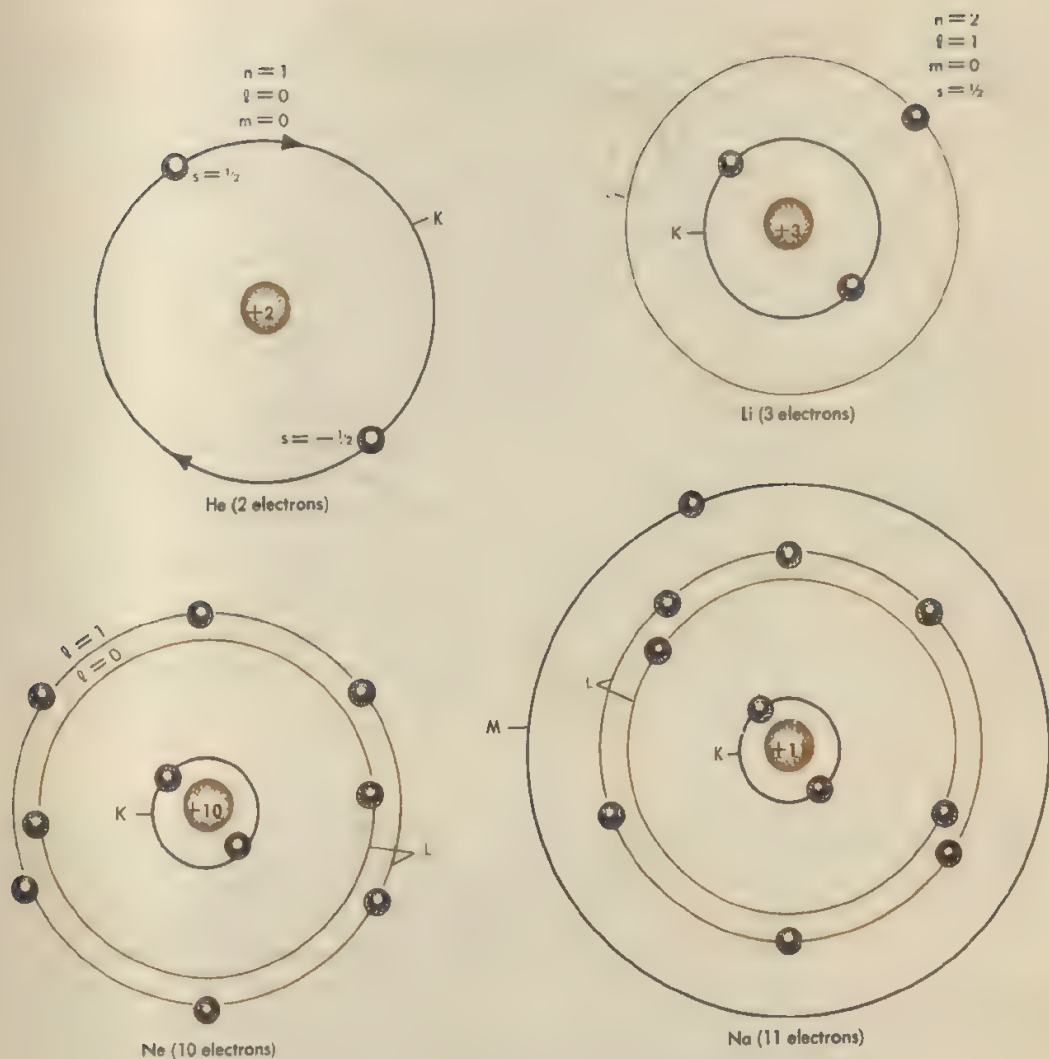 n = 1
ℓ = 0
m = 0
s = ½
K
+2
s = − ½
He (2 electrons)
n = 2
ℓ = 1
m = 0
s = ½
K
+3
Li (3 electrons)
ℓ = 1
ℓ = 0
K
+10
L
Ne (10 electrons)
M
L
K
+1
Na (11 electrons)